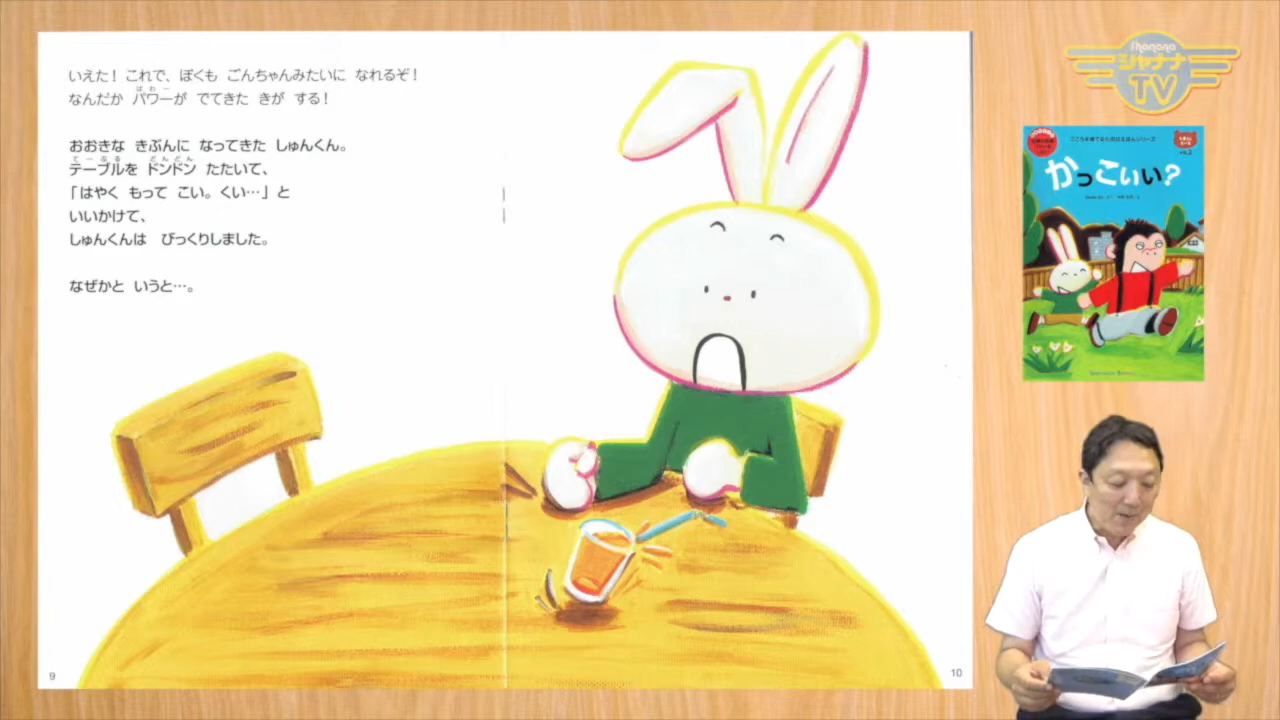 いえた! これで、ぼくも ごんちゃんみたいに なれるぞ!
なんだか パワーが でてきた きが する!
おおきな きぶんに なってきた しゅんくん。
テーブルを ドンドン たたいて、
「はやく もって こい。くい…」と
いいかけて、
しゅんくんは びっくりしました。
なぜかと いうと…。
9
10
シャナナ
TV
かっこいい?